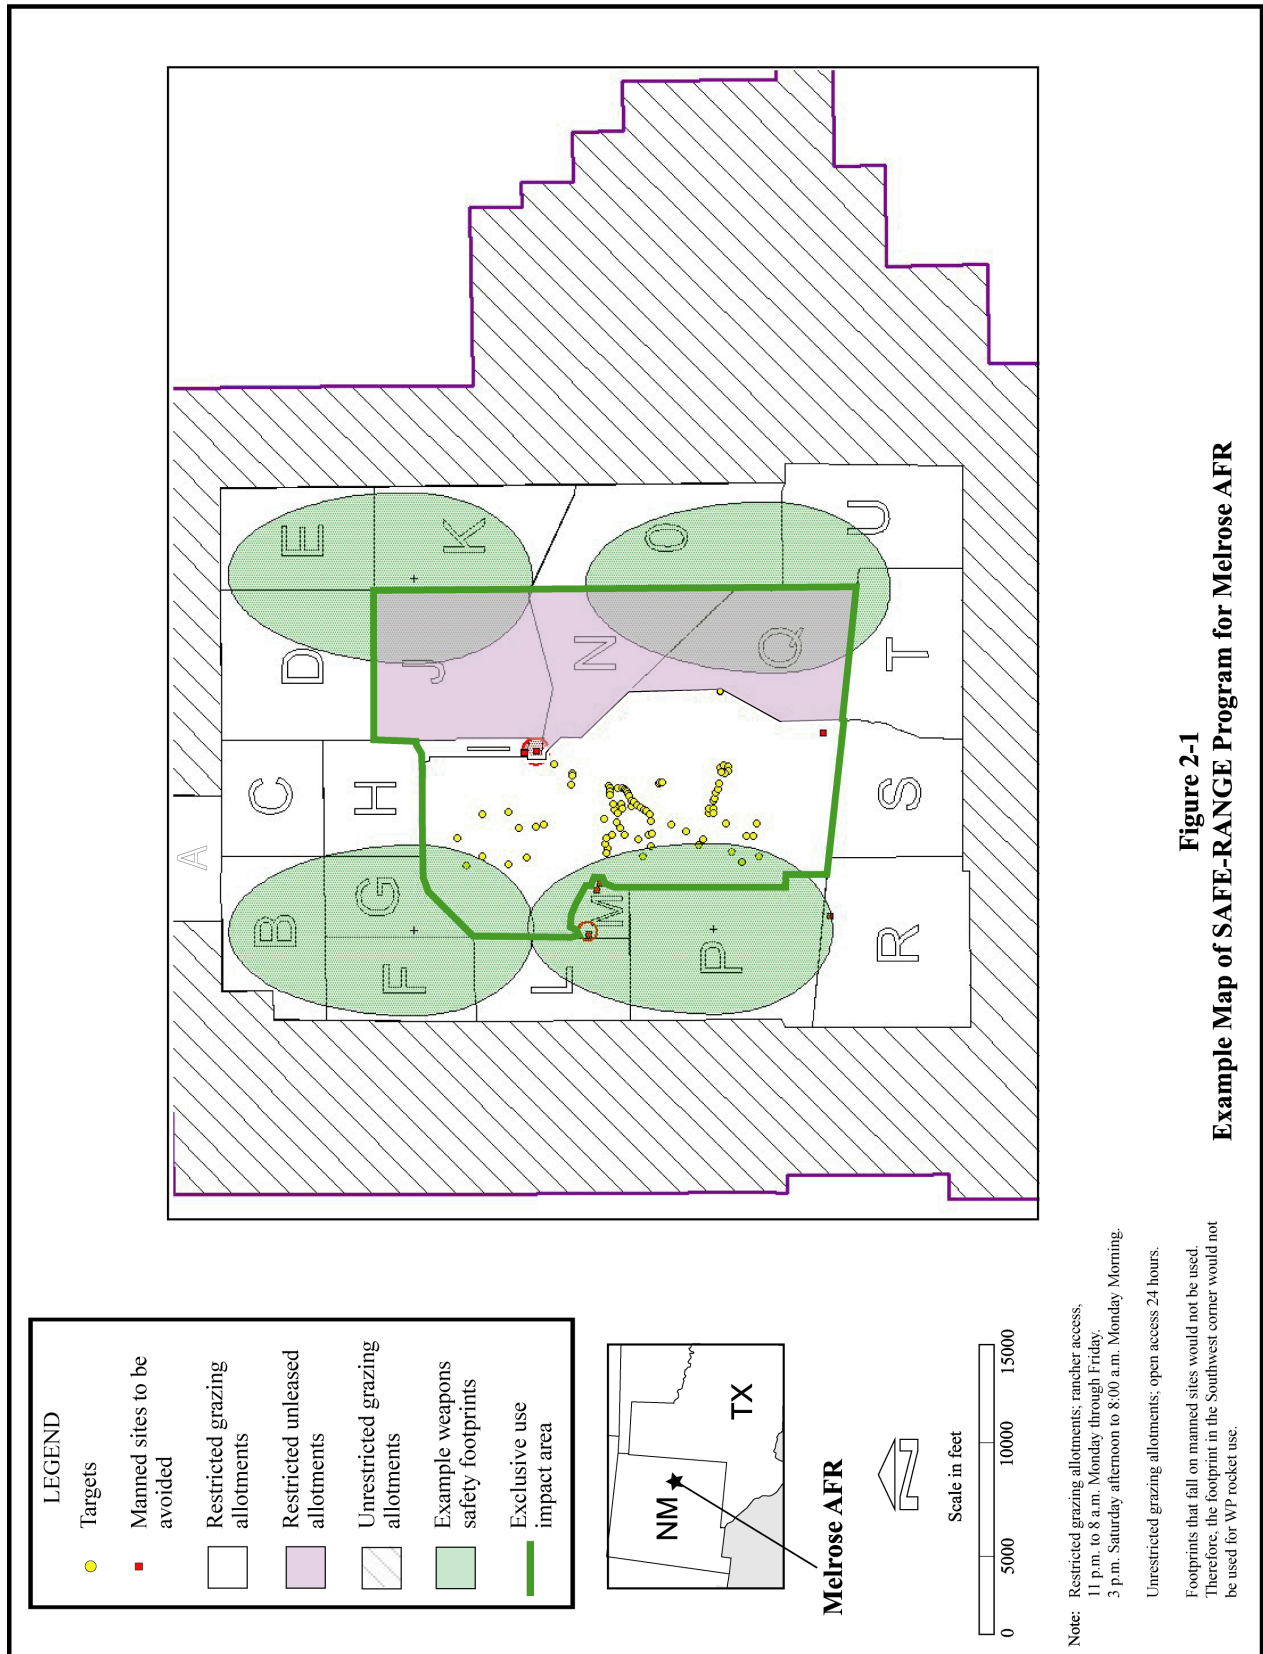 LEGEND
Targets
Manned sites to be
avoided
Restricted grazing
allotments
Restricted unleased
allotments
Unrestricted grazing
allotments
Example weapons
safety footprints
Exclusive use
impact area
NM
TX
Melrose AFR
N
Scale in feet
0 5000 10000 15000
Note: Restricted grazing allotments; rancher access,
11 p.m. to 8 a.m. Monday through Friday.
3 p.m. Saturday afternoon to 8:00 a.m. Monday Morning.
Unrestricted grazing allotments; open access 24 hours.
Footprints that fall on manned sites would not be used.
Therefore, the footprint in the Southwest corner would not
be used for WP rocket use.
A
B
C
D
E
F
G
H
I
J
K
L
M
N
O
P
Q
R
S
T
U
Figure 2-1
Example Map of SAFE-RANGE Program for Melrose AFR